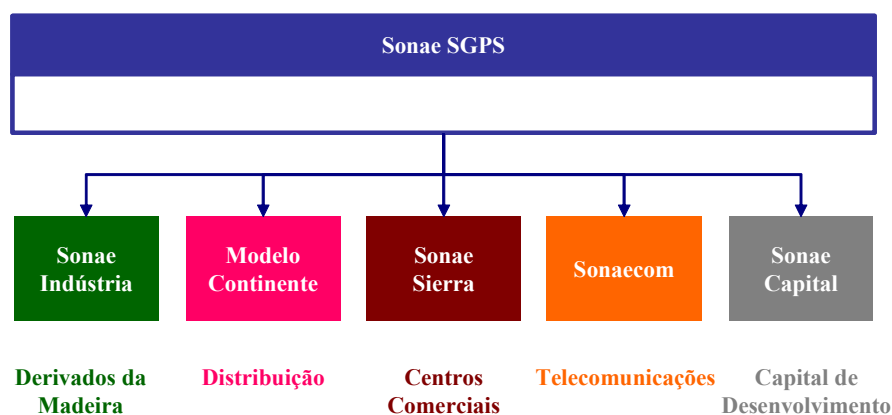 Sonae SGPS
Sonae
Indústria
Modelo
Continente
Sonae
Sierra
Sonaecom
Sonae
Capital
Derivados da
Madeira
Distribuição
Centros
Comerciais
Telecomunicações
Capital de
Desenvolvimento